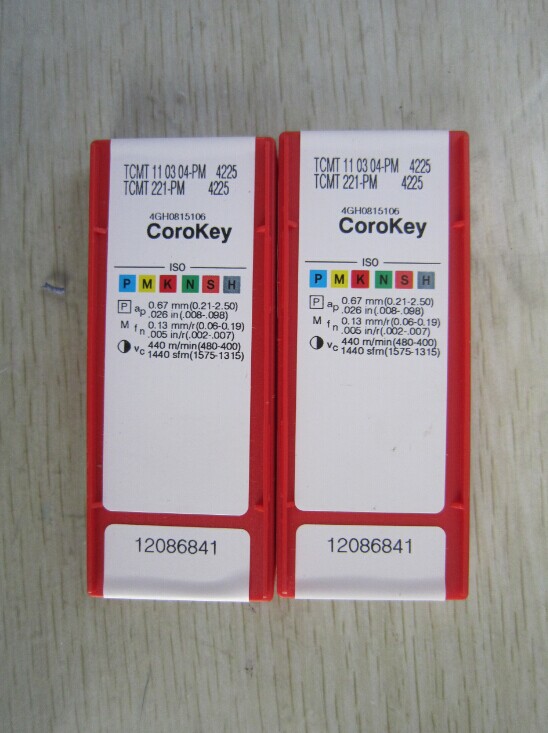 TCMT 11 03 04-PM 4225
TCMT 221-PM 4225
4GH0815106
CoroKey
ISO
P M K N S H
P ap 0.67 mm(0.21-2.50)
.026 in(.008-.098)
M fn 0.13 mm/r(0.06-0.19)
.005 in/r(.002-.007)
vc 440 m/min(480-400)
1440 sfm(1575-1315)
12086841
TCMT 11 03 04-PM 4225
TCMT 221-PM 4225
4GH0815106
CoroKey
ISO
P M K N S H
P ap 0.67 mm(0.21-2.50)
.026 in(.008-.098)
M fn 0.13 mm/r(0.06-0.19)
.005 in/r(.002-.007)
vc 440 m/min(480-400)
1440 sfm(1575-1315)
12086841